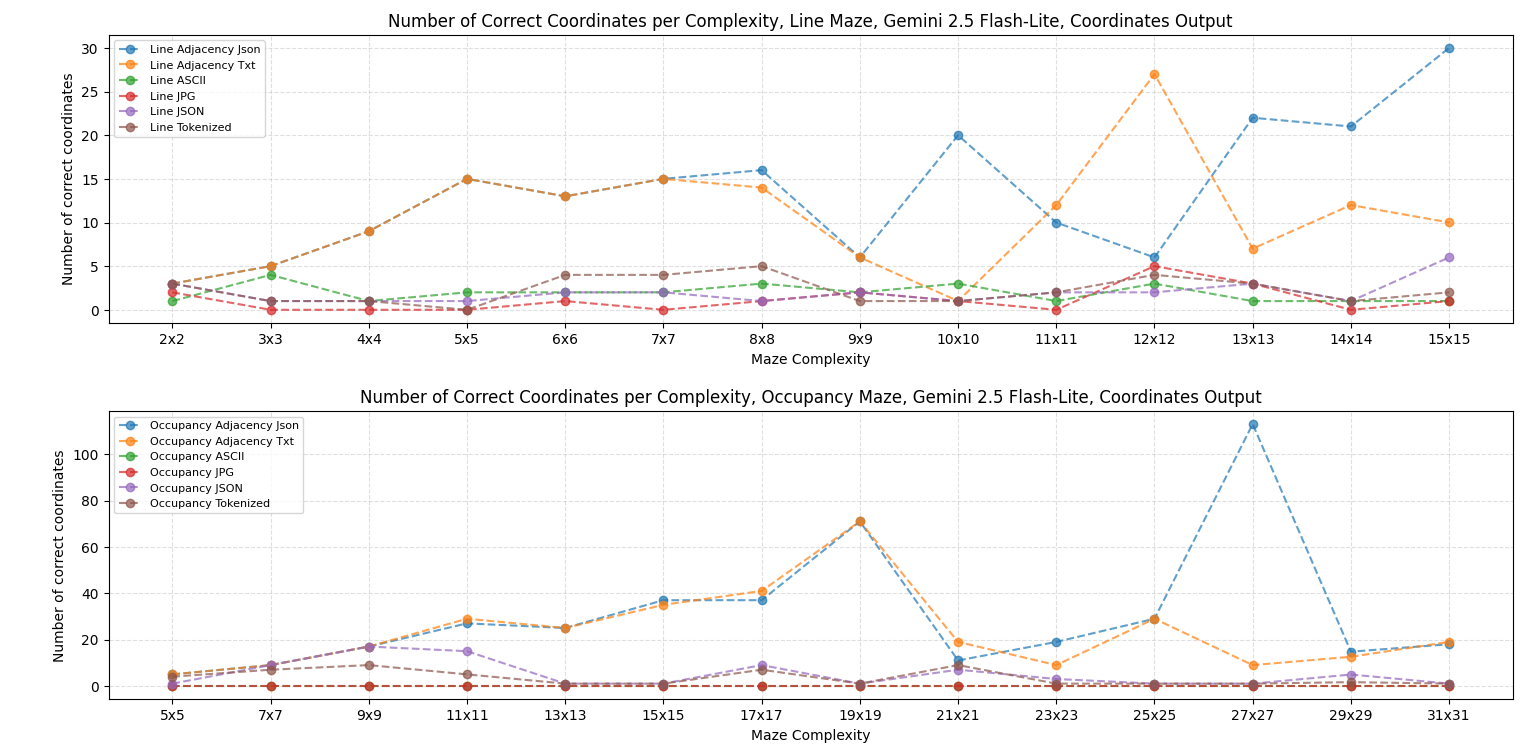 Number of Correct Coordinates per Complexity, Line Maze, Gemini 2.5 Flash-Lite, Coordinates Output
Number of correct coordinates
30
25
20
15
10
5
0
Line Adjacency Json
Line Adjacency Txt
Line ASCII
Line JPG
Line JSON
Line Tokenized
2x2 3x3 4x4 5x5 6x6 7x7 8x8 9x9 10x10 11x11 12x12 13x13 14x14 15x15
Maze Complexity
Number of Correct Coordinates per Complexity, Occupancy Maze, Gemini 2.5 Flash-Lite, Coordinates Output
Number of correct coordinates
100
80
60
40
20
0
Occupancy Adjacency Json
Occupancy Adjacency Txt
Occupancy ASCII
Occupancy JPG
Occupancy JSON
Occupancy Tokenized
5x5 7x7 9x9 11x11 13x13 15x15 17x17 19x19 21x21 23x23 25x25 27x27 29x29 31x31
Maze Complexity